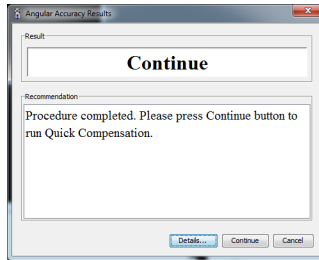 Angular Accuracy Results
Result
Continue
Recommendation
Procedure completed. Please press Continue button to
run Quick Compensation.
Details... Continue Cancel